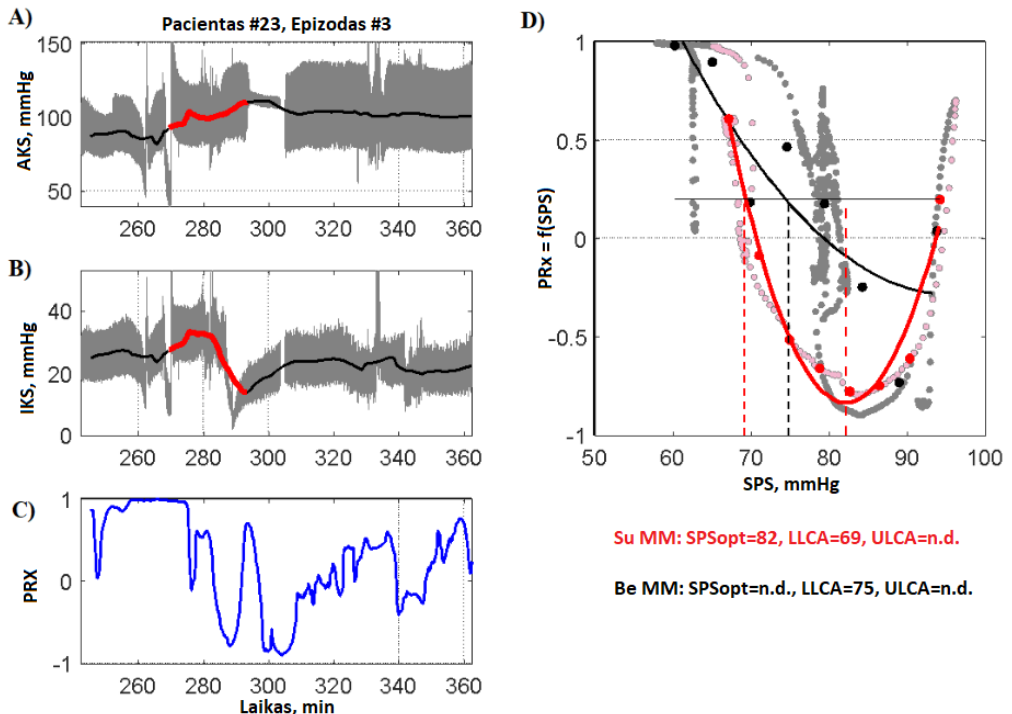 A)
Pacientas #23, Epizodas #3
150
100
50
AKS, mmHg
260 280 300 320 340 360
B)
40
20
0
IKS, mmHg
260 280 300 320 340 360
C)
1
0
-1
PRX
260 280 300 320 340 360
Laikas, min
D)
1
0.5
0
-0.5
-1
PRx = f(SPS)
50 60 70 80 90 100
SPS, mmHg
Su MM: SPSopt=82, LLCA=69, ULCA=n.d.
Be MM: SPSopt=n.d., LLCA=75, ULCA=n.d.